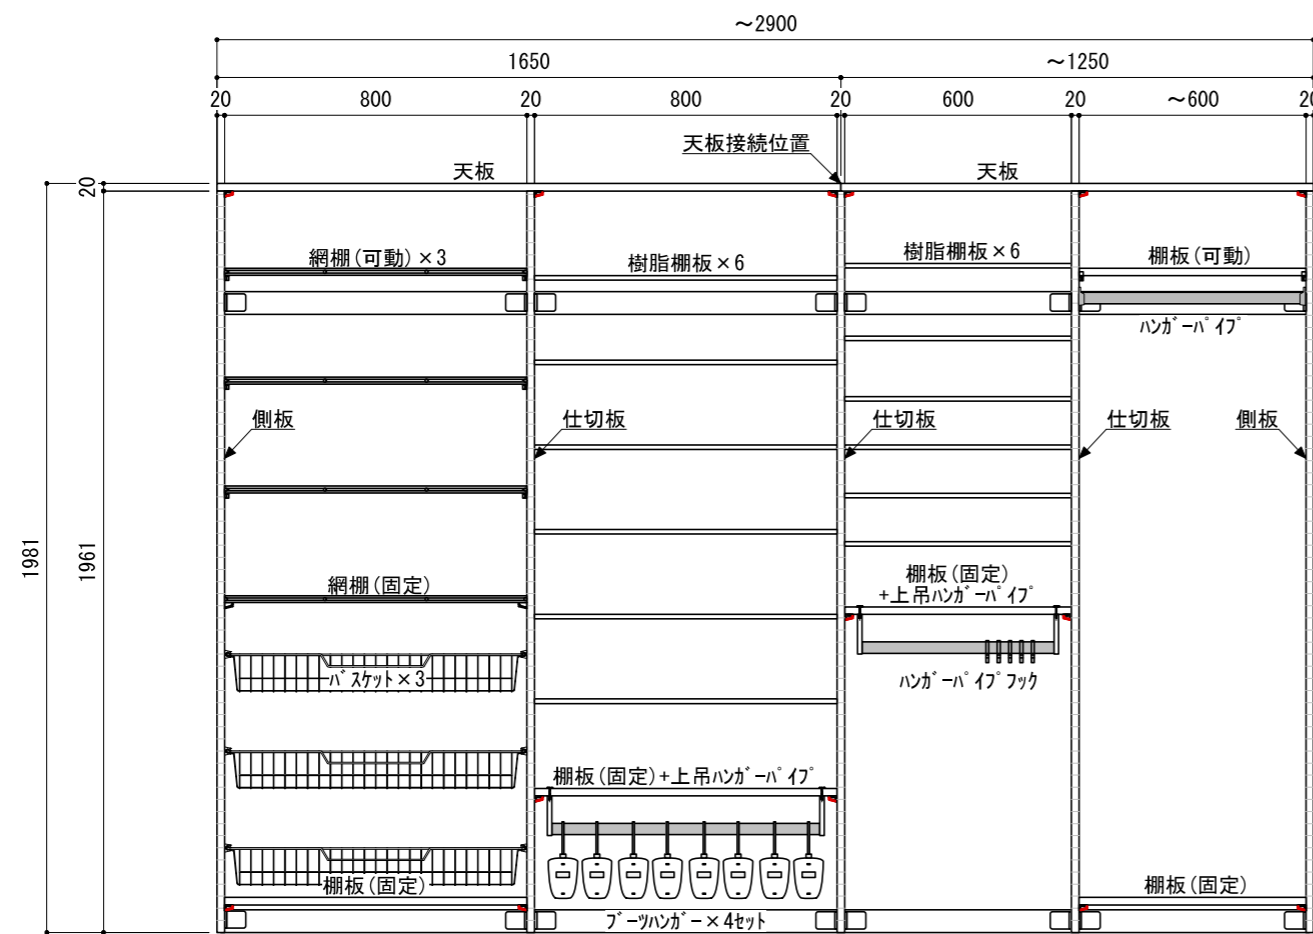 ～2900
1650
～1250
20
800
20
800
20
600
20
～600
20
天板接続位置
天板
天板
20
1961
1981
網棚(可動)×3
樹脂棚板×6
樹脂棚板×6
棚板(可動)
ﾊﾝｶﾞｰﾊﾟｲﾌﾟ
側板
仕切板
仕切板
仕切板
側板
網棚(固定)
棚板(固定)
+上吊ﾊﾝｶﾞｰﾊﾟｲﾌﾟ
ﾊﾞｽｹｯﾄ×3
ﾊﾝｶﾞｰﾊﾟｲﾌﾟﾌｯｸ
棚板(固定)+上吊ﾊﾝｶﾞｰﾊﾟｲﾌﾟ
棚板(固定)
棚板(固定)
ﾌﾞｰﾂﾊﾝｶﾞｰ×4ｾｯﾄ